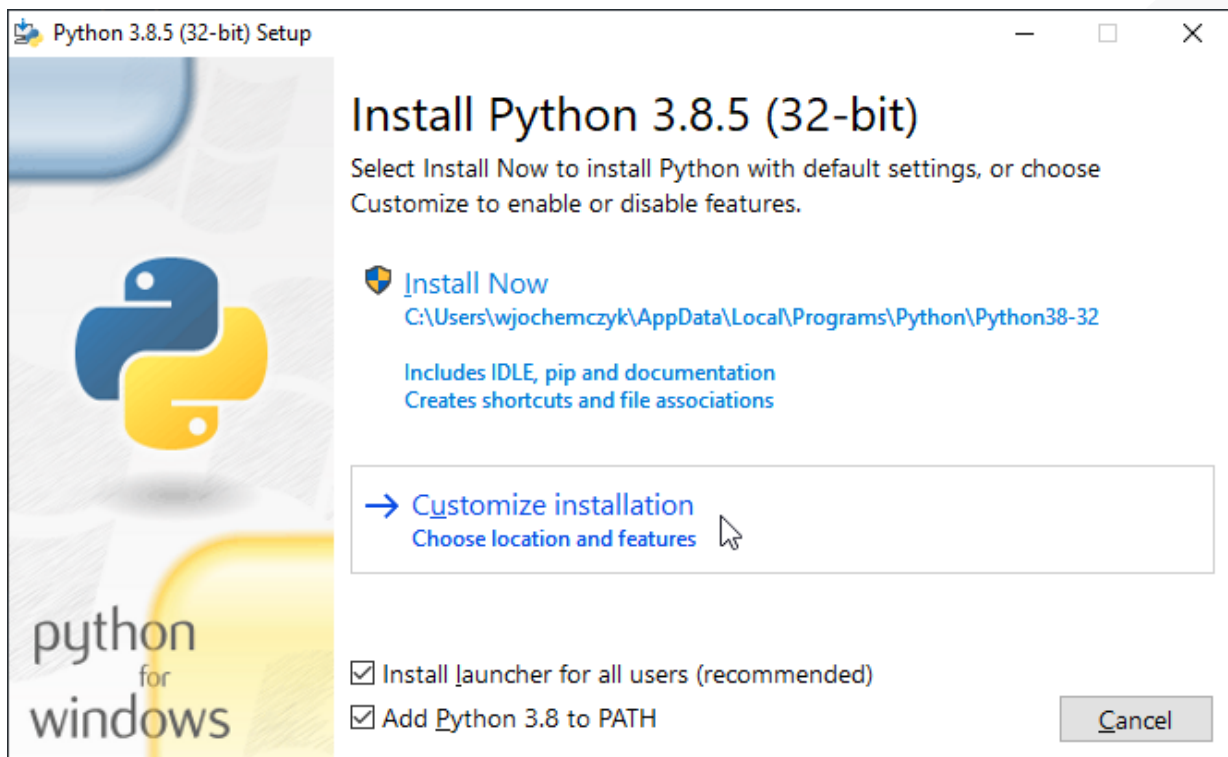 Python 3.8.5 (32-bit) Setup
Install Python 3.8.5 (32-bit)
Select Install Now to install Python with default settings, or choose
Customize to enable or disable features.
Install Now
C:\Users\wjochemczyk\AppData\Local\Programs\Python\Python38-32
Includes IDLE, pip and documentation
Creates shortcuts and file associations
Customize installation
Choose location and features
python
for
windows
Install launcher for all users (recommended)
Add Python 3.8 to PATH
Cancel